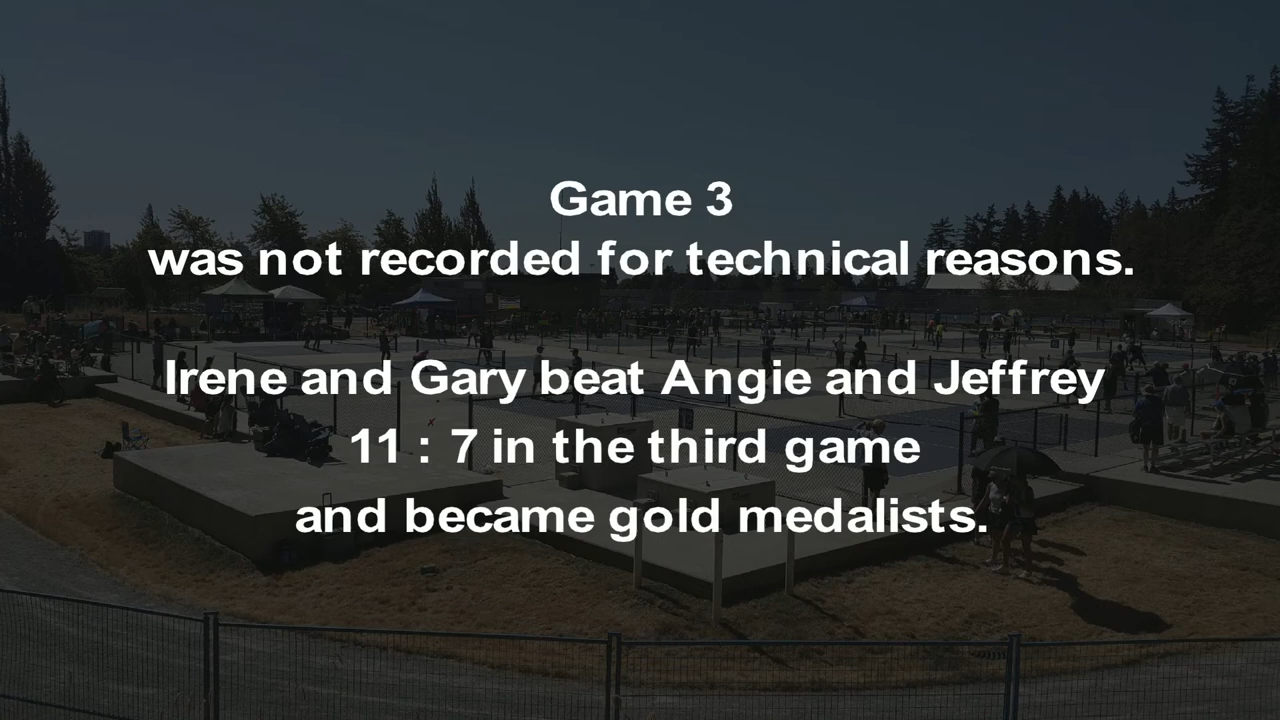 Game 3
was not recorded for technical reasons.
Irene and Gary beat Angie and Jeffrey
11 : 7 in the third game
and became gold medalists.